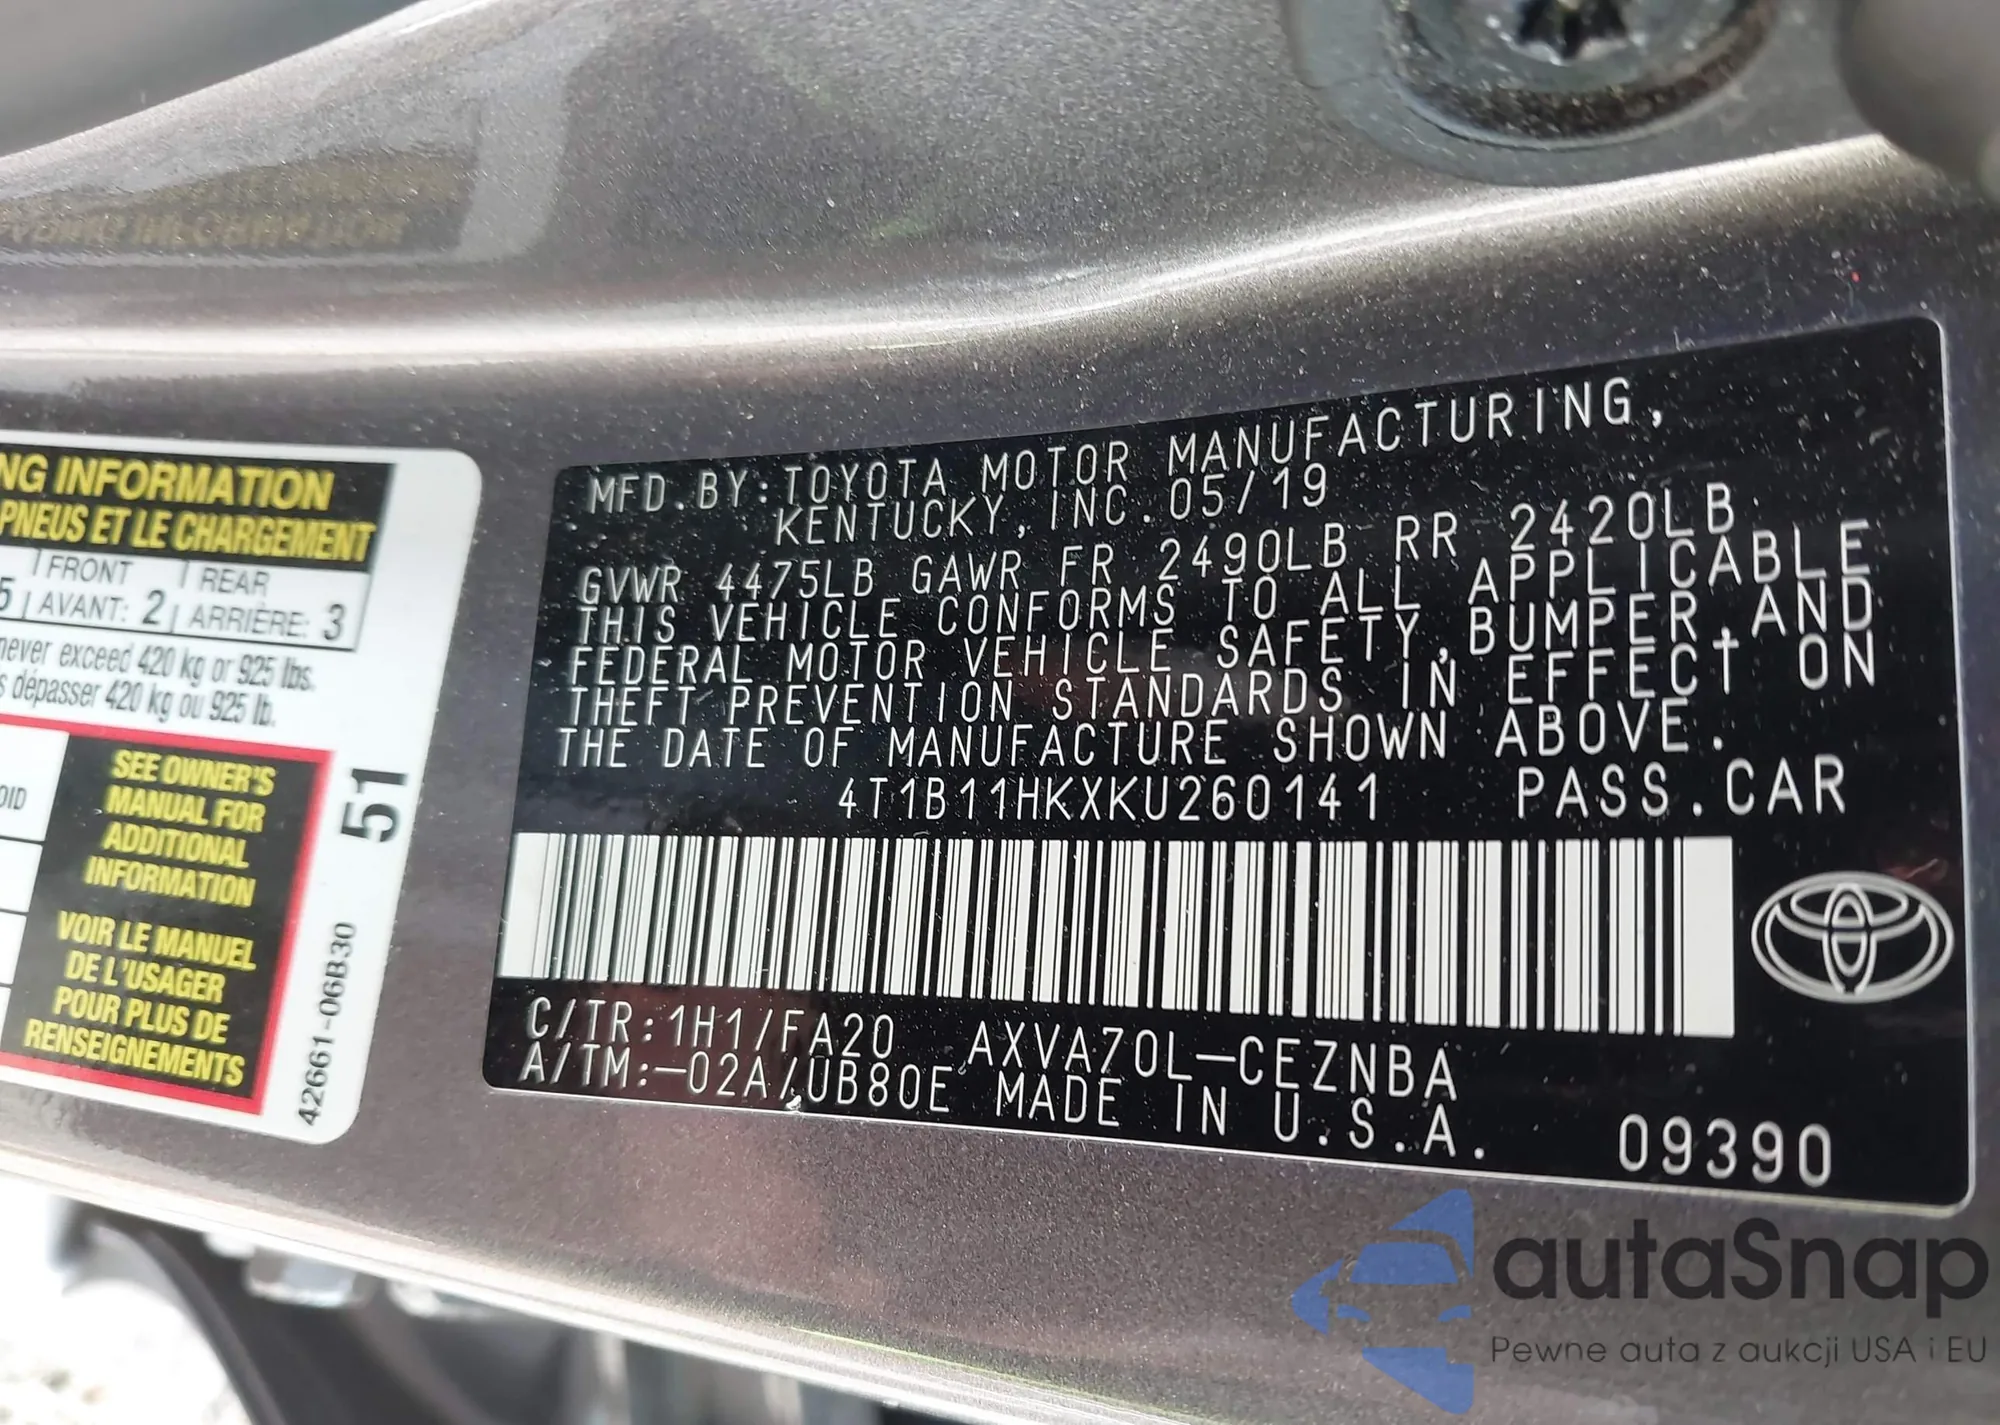 NG INFORMATION
PNEUS ET LE CHARGEMENT
5 FRONT REAR
AVANT: 2 ARRIÈRE: 3
never exceed 420 kg or 925 lbs.
dépasser 420 kg ou 925 lb.
OID
SEE OWNER'S
MANUAL FOR
ADDITIONAL
INFORMATION
VOIR LE MANUEL
DE L'USAGER
POUR PLUS DE
RENSEIGNEMENTS
51
42661-06B30
MFD.BY:TOYOTA MOTOR MANUFACTURING,
KENTUCKY, INC. 05/19
GVWR 4475LB GAWR FR 2490LB RR 2420LB
THIS VEHICLE CONFORMS TO ALL APPLICABLE
FEDERAL MOTOR VEHICLE SAFETY,BUMPER,AND
THEFT PREVENTION STANDARDS IN EFFECT ON
THE DATE OF MANUFACTURE SHOWN ABOVE.
4T1B11HKXKU260141 PASS.CAR
C/TR:1H1/FA20 AXVA70L-CEZNBA
A/TM:-02A/UB80E MADE IN U.S.A.
09390
autaSnap
Pewne auta z aukcji USA i EU